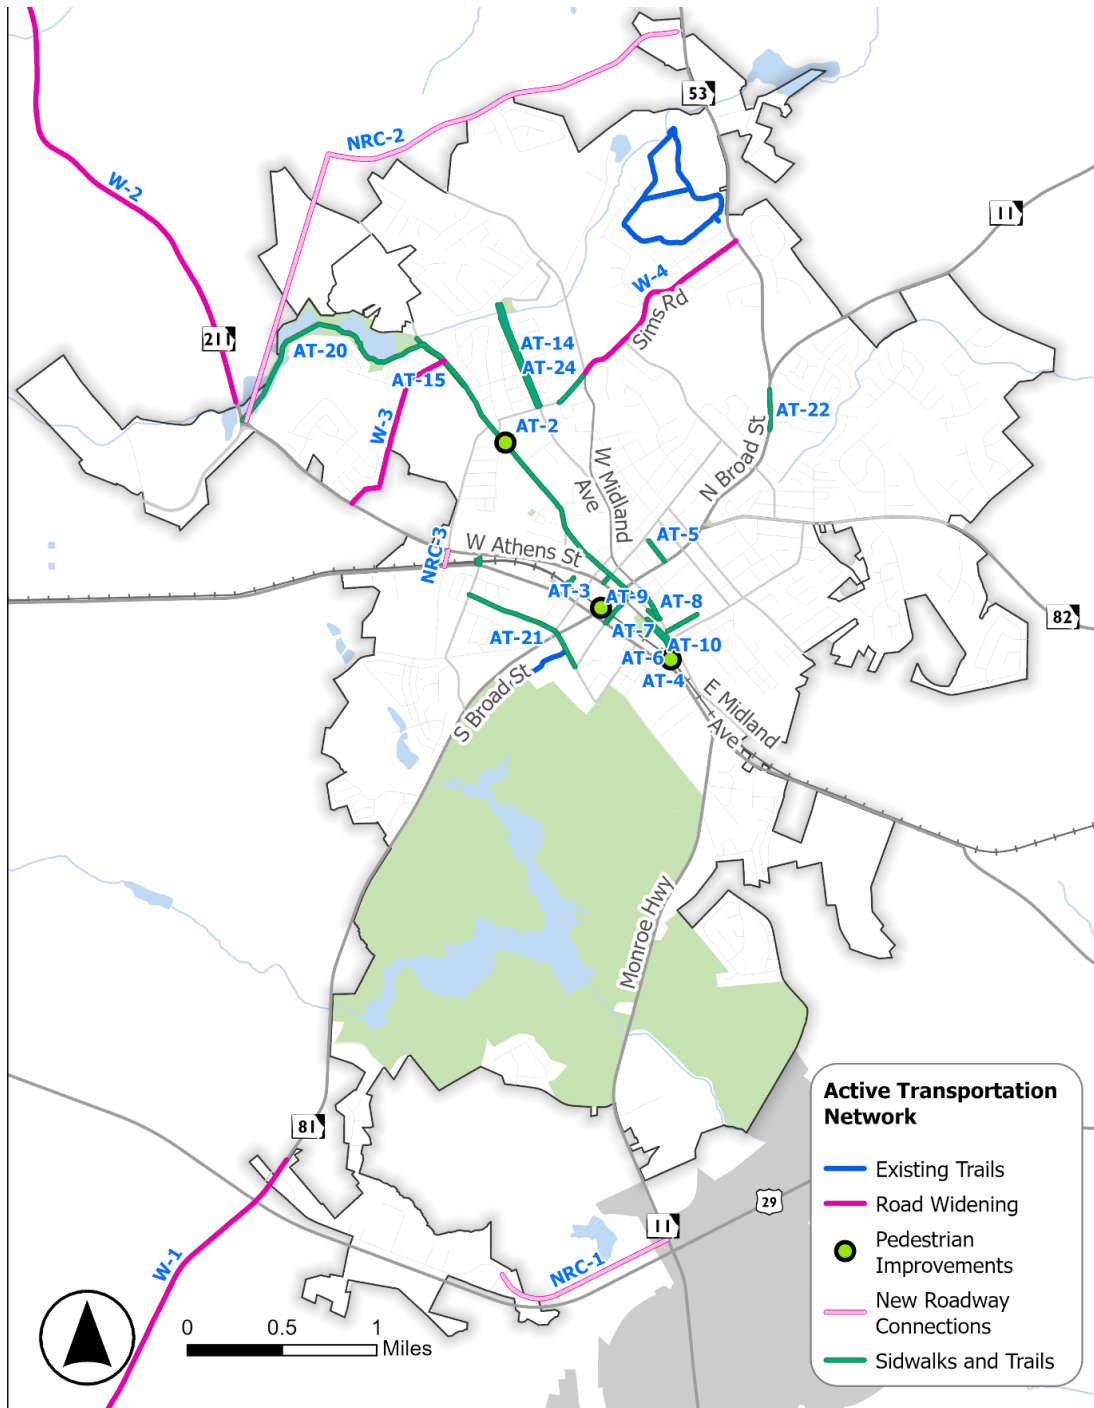 53
NRC-2
W-2
11
W-4
Sims Rd
211
AT-20
AT-14
AT-24
AT-15
AT-22
W-3
AT-2
N Broad St
W Midland
Ave
AT-5
W Athens St
NRC-3
AT-3
AT-9
AT-8
82
AT-7
AT-21
AT-10
AT-6
AT-4
S Broad St
E Midland
Ave
Monroe Hwy
81
29
11
NRC-1
W-1
0 0.5 1
Miles
Active Transportation
Network
Existing Trails
Road Widening
Pedestrian
Improvements
New Roadway
Connections
Sidwalks and Trails